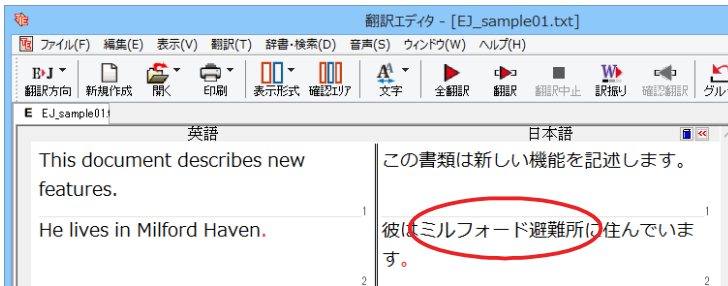 翻訳エディタ - [EJ_sample01.txt]
ファイル(F) 編集(E) 表示(V) 翻訳(T) 辞書・検索(D) 音声(S) ウィンドウ(W) ヘルプ(H)
E›J
翻訳方向 新規作成 開く 印刷 表示形式 確認エリア 文字 全翻訳 翻訳 翻訳中止 訳振り 確認翻訳 グル
E EJ_sample01
英語 日本語
This document describes new
features.
1
この書類は新しい機能を記述します。
1
He lives in Milford Haven.
2
彼はミルフォード避難所に住んでいま
す。
2